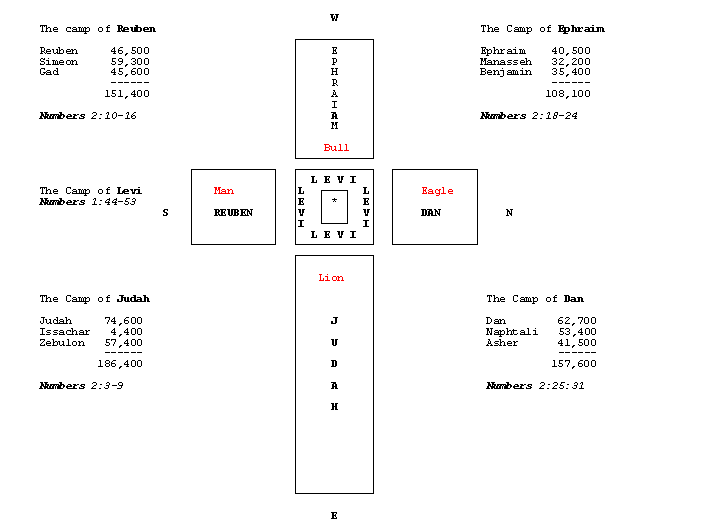 W
The camp of Reuben
Reuben 46,500
Simeon 59,300
Gad 45,600
------
151,400
Numbers 2:10-16
E
P
H
R
A
I
A
M
Bull
The Camp of Ephraim
Ephraim 40,500
Manasseh 32,200
Benjamin 35,400
------
108,100
Numbers 2:18-24
The Camp of Levi
Numbers 1:44-53
S
Man
REUBEN
L E V I
L
E
V
I
*
L
E
V
I
L E V I
Eagle
DAN
N
Lion
J
U
D
A
H
The Camp of Judah
Judah 74,600
Issachar 4,400
Zebulon 57,400
------
186,400
Numbers 2:3-9
The Camp of Dan
Dan 62,700
Naphtali 53,400
Asher 41,500
------
157,600
Numbers 2:25:31
E